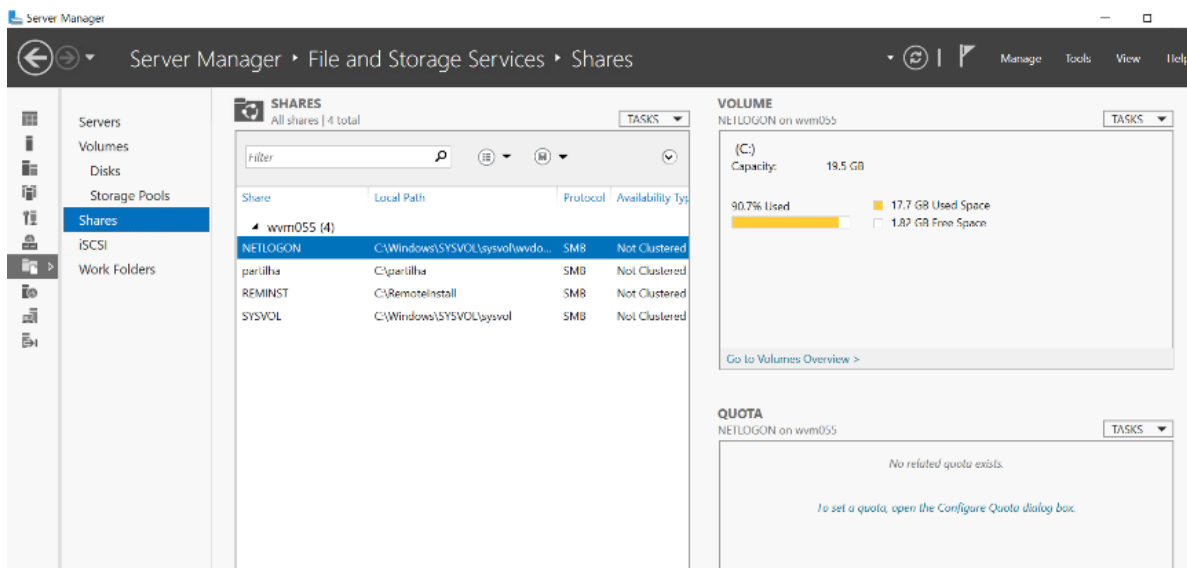 Server Manager
Server Manager ‣ File and Storage Services ‣ Shares
Manage Tools View Help
Servers
Volumes
Disks
Storage Pools
Shares
iSCSI
Work Folders
SHARES
All shares | 4 total
TASKS
Filter
Share Local Path Protocol Availability Typ
wvm055 (4)
NETLOGON C:\Windows\SYSVOL\sysvol\wvdo... SMB Not Clustered
partilha C:\partilha SMB Not Clustered
REMINST C:\RemoteInstall SMB Not Clustered
SYSVOL C:\Windows\SYSVOL\sysvol SMB Not Clustered
VOLUME
NETLOGON on wvm055
TASKS
(C:)
Capacity: 19.5 GB
90.7% Used
17.7 GB Used Space
1.82 GB Free Space
Go to Volumes Overview >
QUOTA
NETLOGON on wvm055
TASKS
No related quota exists.
To set a quota, open the Configure Quota dialog box.